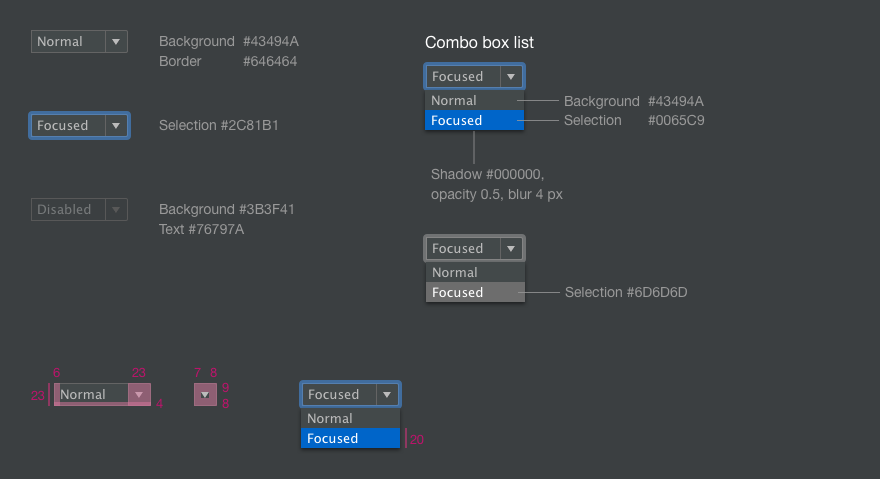 Normal
Background #43494A
Border #646464
Focused
Selection #2C81B1
Disabled
Background #3B3F41
Text #76797A
Combo box list
Focused
Normal
Focused
Background #43494A
Selection #0065C9
Shadow #000000,
opacity 0.5, blur 4 px
Focused
Normal
Focused
Selection #6D6D6D
6 23
23 Normal
4
7 8
9
8
Focused
Normal
Focused
20